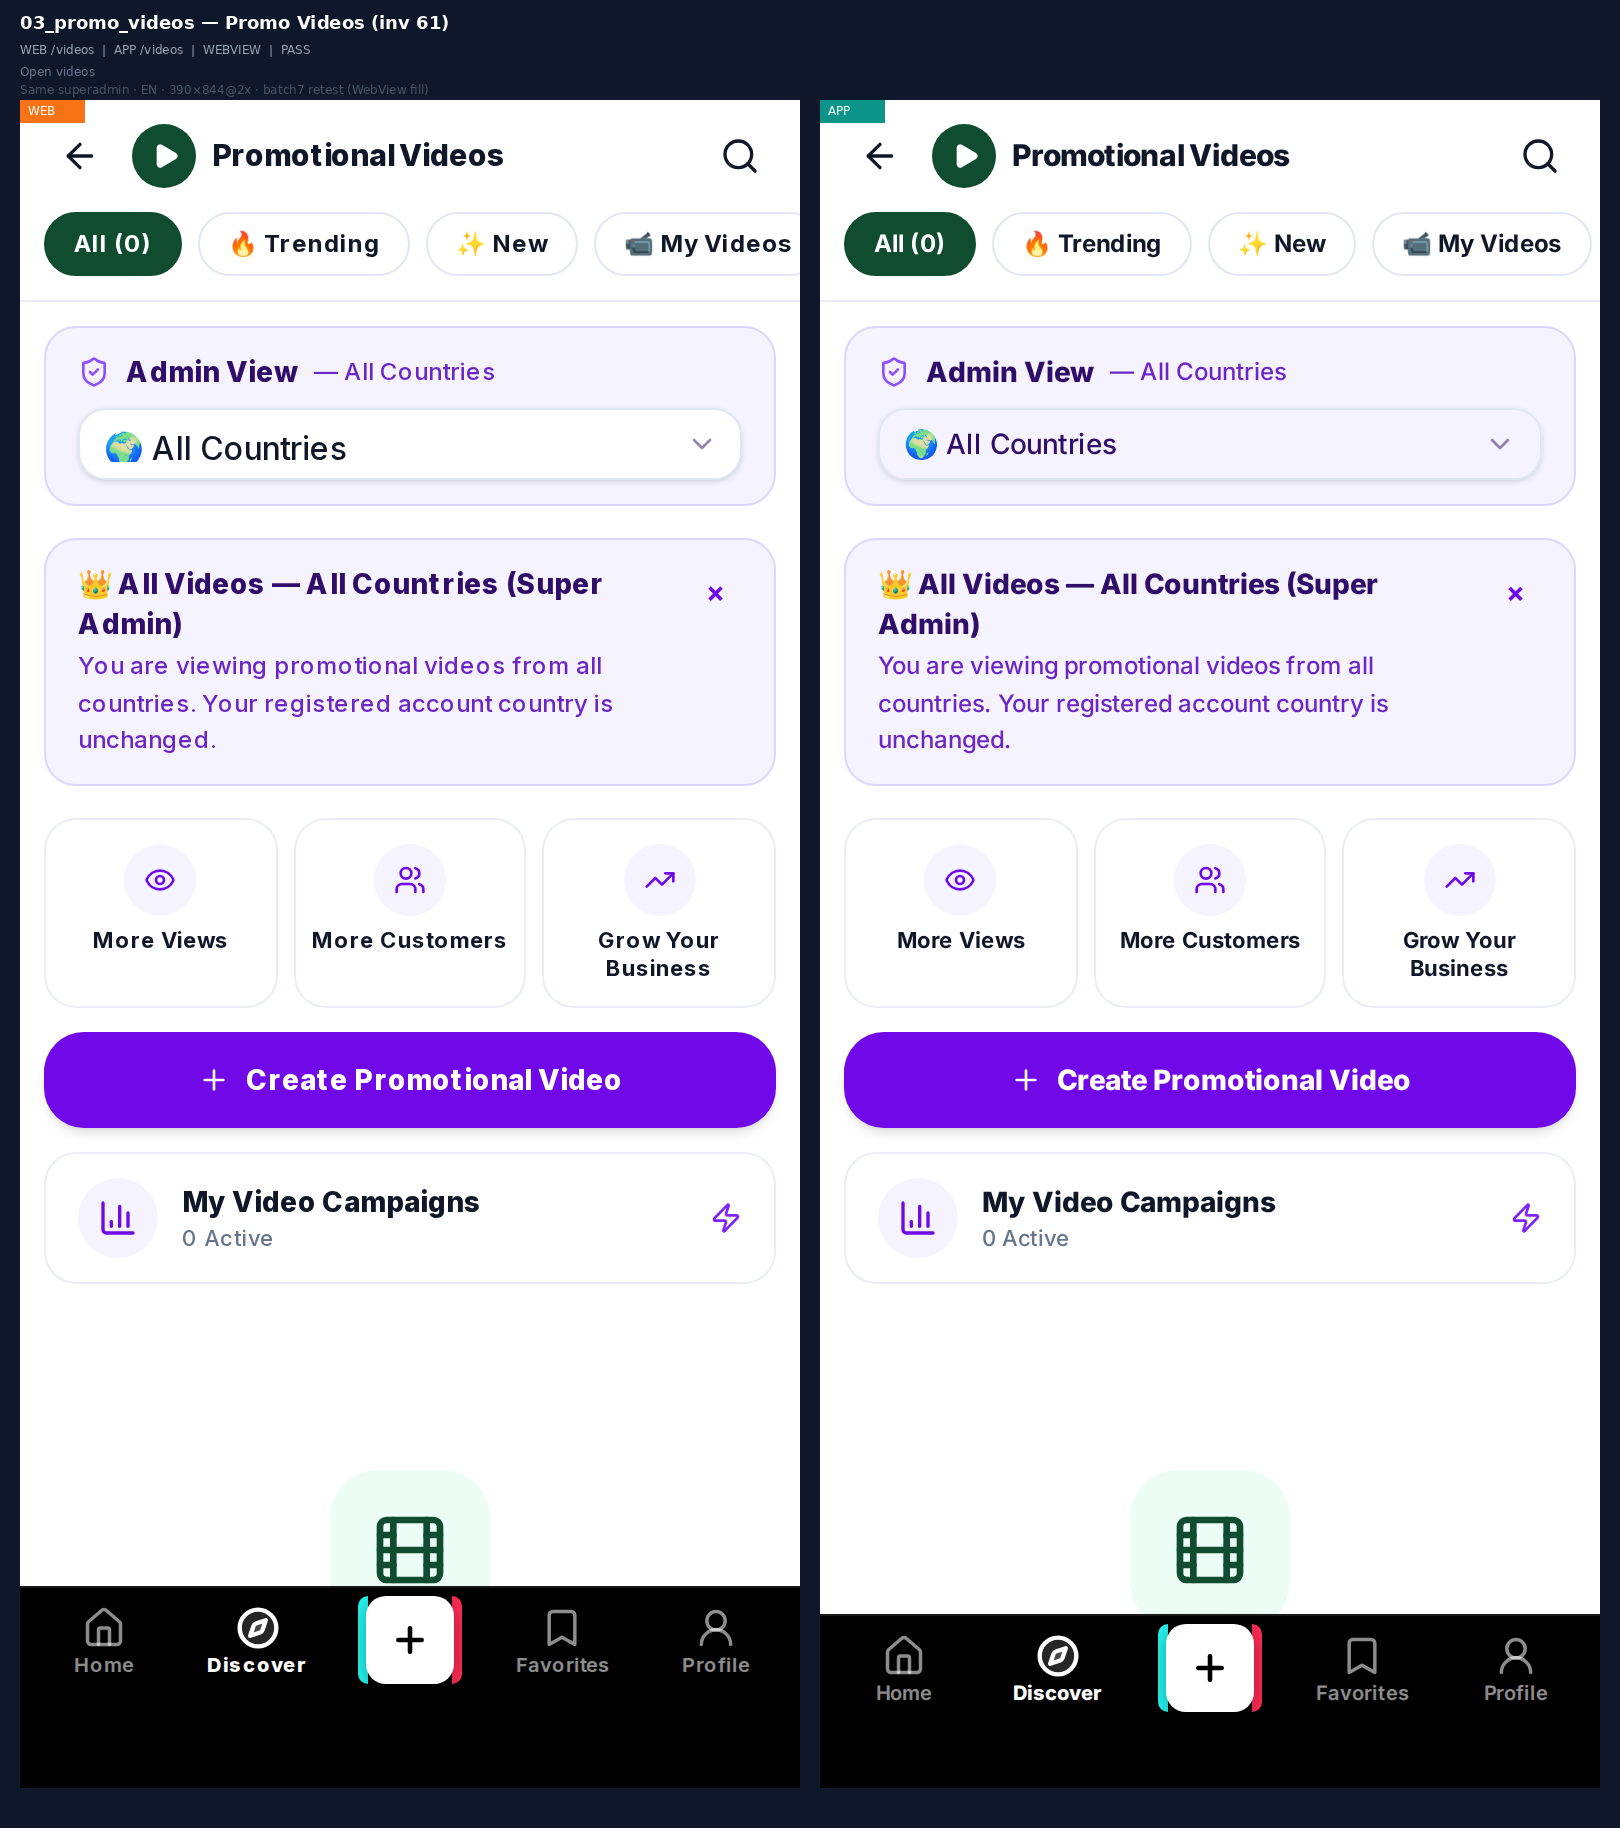 03_promo_videos — Promo Videos (inv 61)
WEB /videos | APP /videos | WEBVIEW | PASS
Open videos
Same superadmin · EN · 390×844@2x · batch7 retest (WebView fill)
WEB
Promotional Videos
All (0)
🔥 Trending
✨ New
📹 My Videos
Admin View — All Countries
🌍 All Countries
👑 All Videos — All Countries (Super
Admin)
×
You are viewing promotional videos from all
countries. Your registered account country is
unchanged.
More Views
More Customers
Grow Your
Business
+ Create Promotional Video
My Video Campaigns
0 Active
Home
Discover
Favorites
Profile
APP
Promotional Videos
All (0)
🔥 Trending
✨ New
📹 My Videos
Admin View — All Countries
🌍 All Countries
👑 All Videos — All Countries (Super
Admin)
×
You are viewing promotional videos from all
countries. Your registered account country is
unchanged.
More Views
More Customers
Grow Your
Business
+ Create Promotional Video
My Video Campaigns
0 Active
Home
Discover
Favorites
Profile